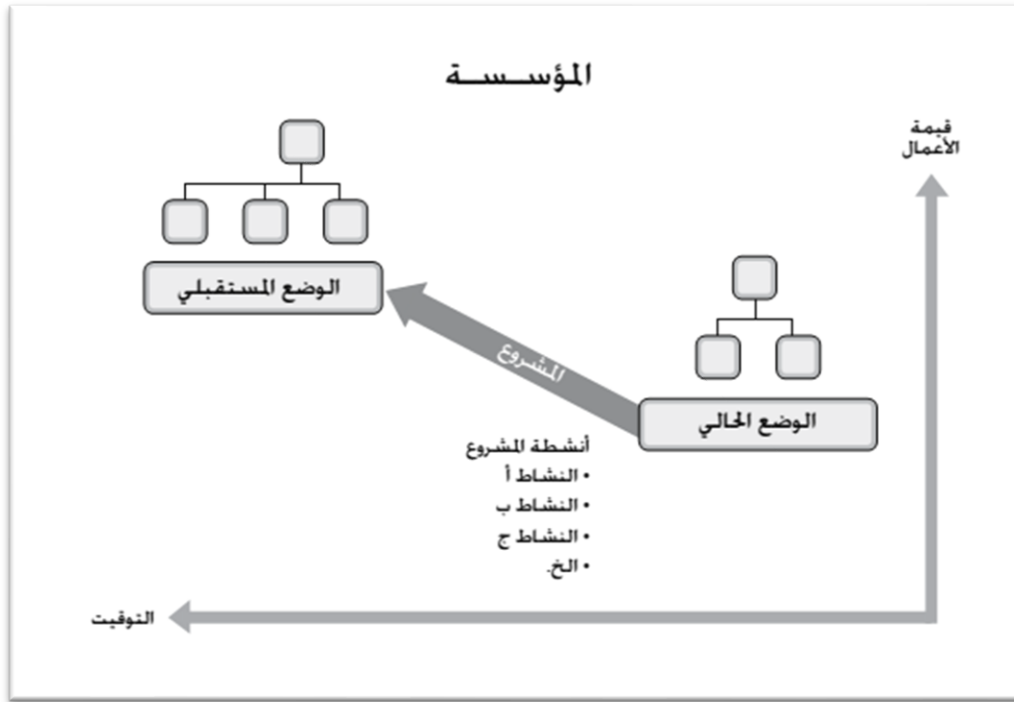 المؤسسة
قيمة
الأعمال
الوضع المستقبلي
المشروع
الوضع الحالي
أنشطة المشروع
• النشاط أ
• النشاط ب
• النشاط ج
• الخ.
التوقيت